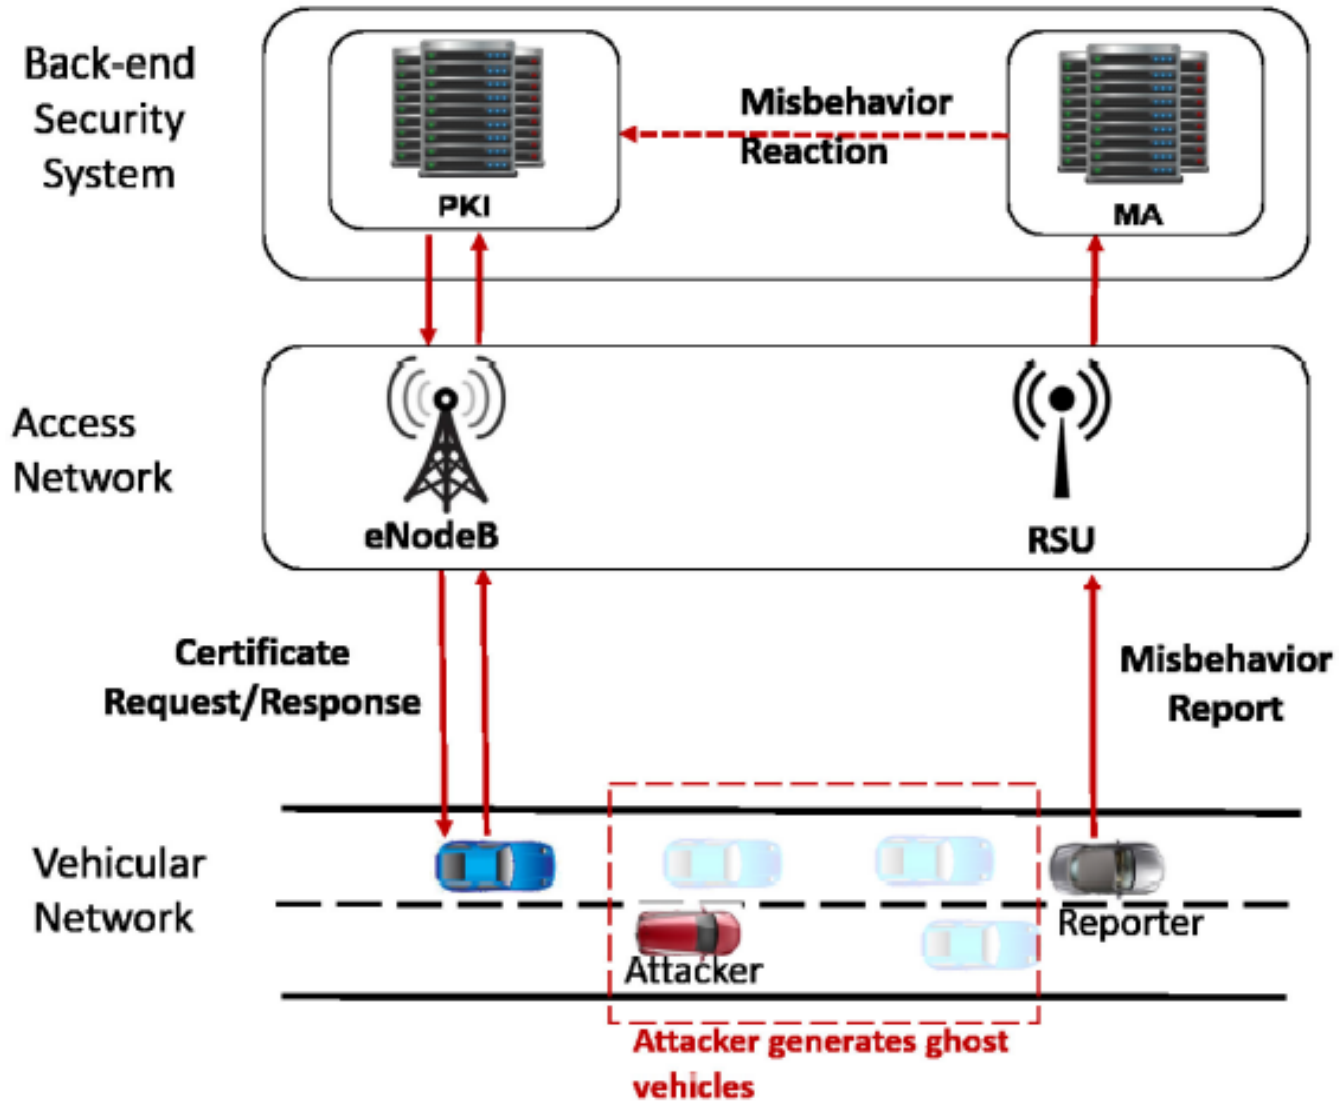 Back-end
Security
System
PKI
Misbehavior
Reaction
MA
Access
Network
eNodeB
RSU
Certificate
Request/Response
Misbehavior
Report
Vehicular
Network
Attacker
Reporter
Attacker generates ghost
vehicles